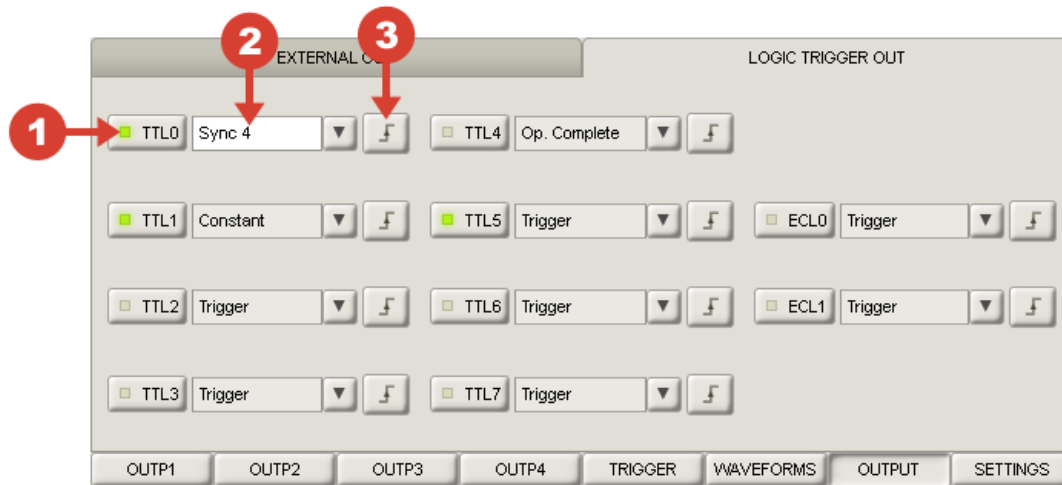 2 3
EXTERNAL OU LOGIC TRIGGER OUT
1 TTL0 Sync 4 TTL4 Op. Complete
TTL1 Constant TTL5 Trigger ECL0 Trigger
TTL2 Trigger TTL6 Trigger ECL1 Trigger
TTL3 Trigger TTL7 Trigger
OUTP1 OUTP2 OUTP3 OUTP4 TRIGGER WAVEFORMS OUTPUT SETTINGS